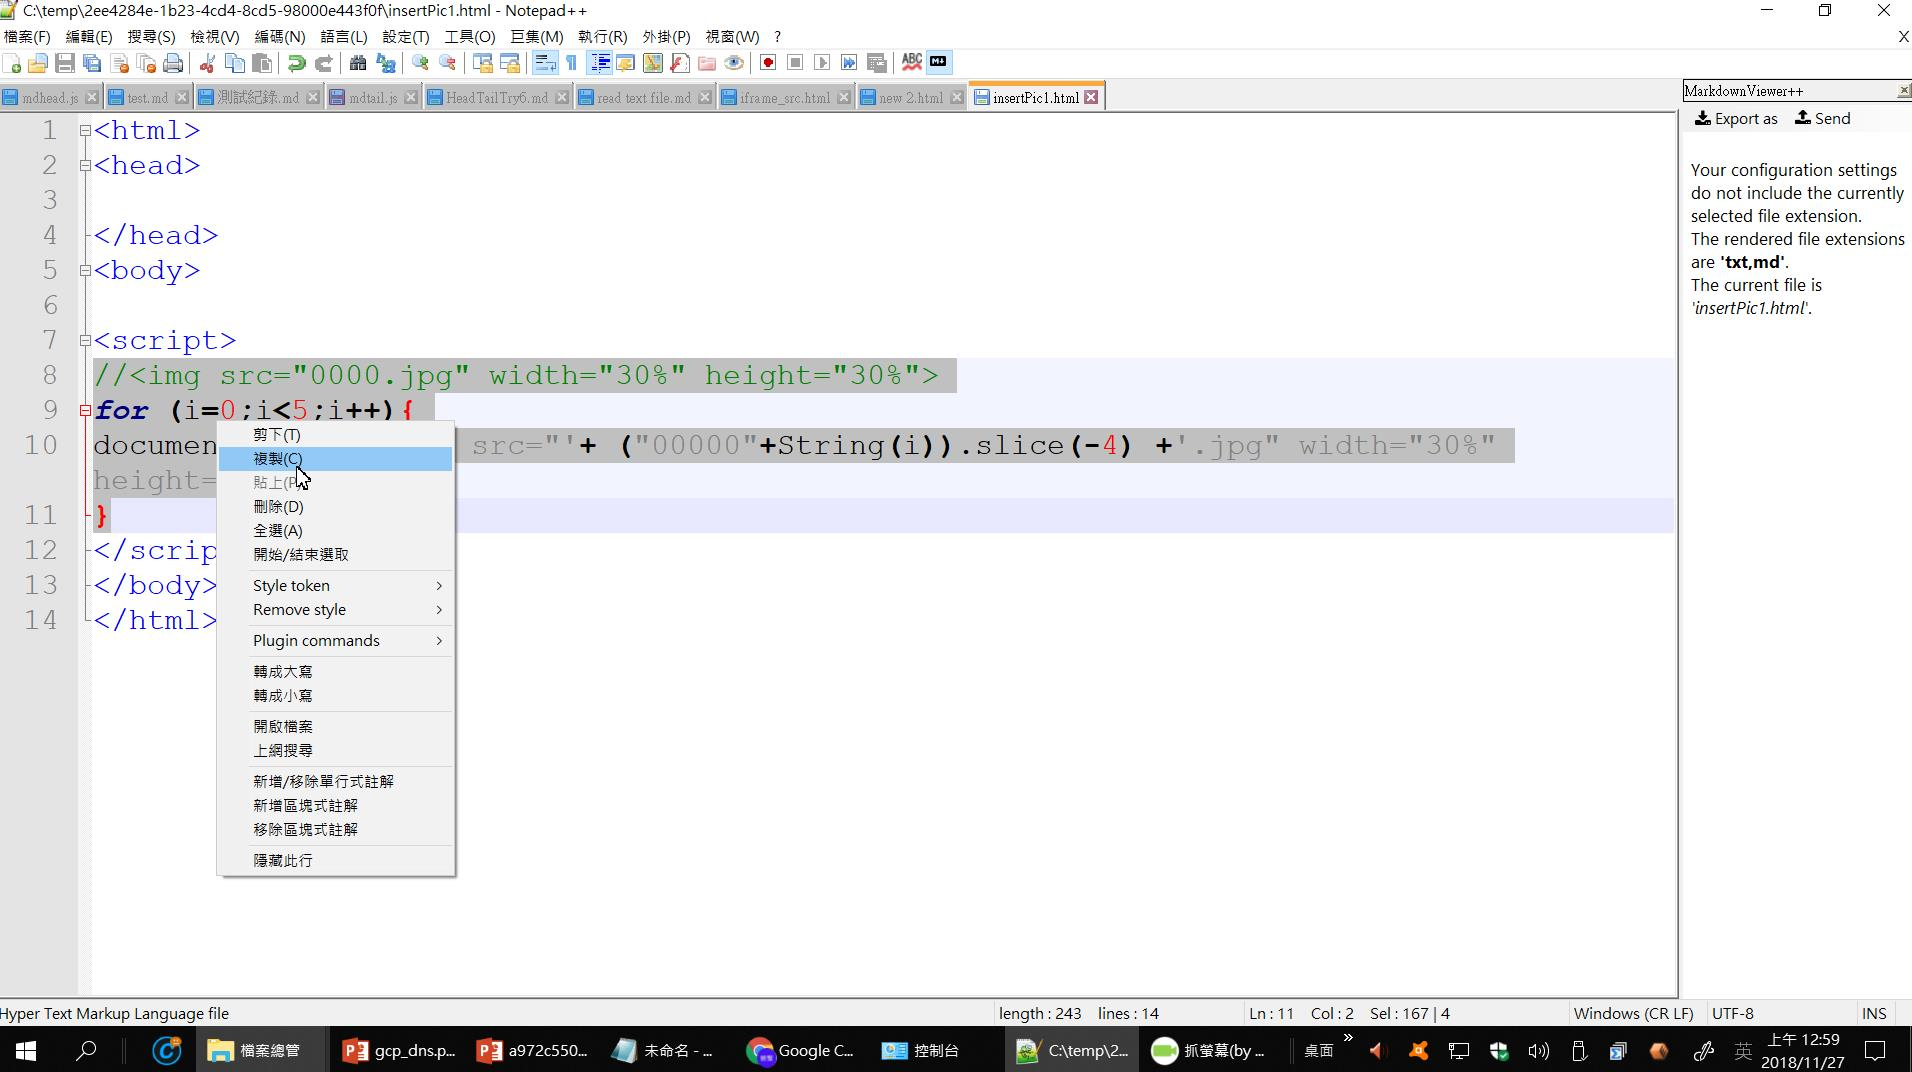 C:\temp\2ee4284e-1b23-4cd4-8cd5-98000e443f0f\insertPic1.html - Notepad++
檔案(F) 編輯(E) 搜尋(S) 檢視(V) 編碼(N) 語言(L) 設定(T) 工具(O) 巨集(M) 執行(R) 外掛(P) 視窗(W) ? X
ABC
mdhead.js test.md 測試紀錄.md mdtail.js HeadTailTry6.md read text file.md iframe_src.html new 2.html insertPic1.html
MarkdownViewer++
Export as Send
Your configuration settings
do not include the currently
selected file extension.
The rendered file extensions
are 'txt,md'.
The current file is
'insertPic1.html'.
1 <html>
2 <head>
3
4 </head>
5 <body>
6
7 <script>
8 //<img src="0000.jpg" width="30%" height="30%">
9 for (i=0;i<5;i++){
10 documen src="'+ ("00000"+String(i)).slice(-4) +'.jpg" width="30%"
height=
11 }
12 </scrip
13 </body>
14 </html>
剪下(T)
複製(C)
貼上(P)
刪除(D)
全選(A)
開始/結束選取
Style token
Remove style
Plugin commands
轉成大寫
轉成小寫
開啟檔案
上網搜尋
新增/移除單行式註解
新增區塊式註解
移除區塊式註解
隱藏此行
Hyper Text Markup Language file length : 243 lines : 14 Ln : 11 Col : 2 Sel : 167 | 4 Windows (CR LF) UTF-8 INS
檔案總管 gcp_dns.p... a972c550... 未命名 - ... Google C... 控制台 C:\temp\2... 抓螢幕(by ... 桌面 » 英 上午 12:59
2018/11/27